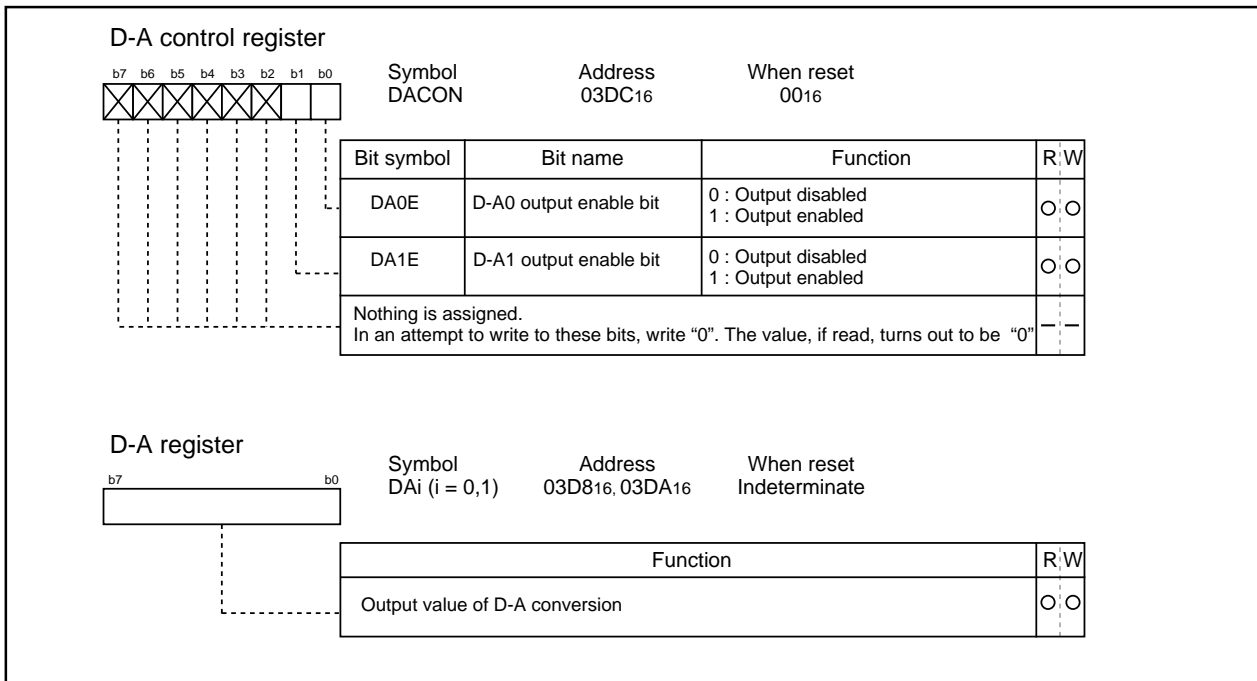 D-A control register
b7 b6 b5 b4 b3 b2 b1 b0
Symbol Address When reset
DACON 03DC16 0016
Bit symbol Bit name Function R W
DA0E D-A0 output enable bit 0 : Output disabled
1 : Output enabled
DA1E D-A1 output enable bit 0 : Output disabled
1 : Output enabled
Nothing is assigned.
In an attempt to write to these bits, write “0”. The value, if read, turns out to be “0”
D-A register
b7 b0
Symbol Address When reset
DAi (i = 0,1) 03D816, 03DA16 Indeterminate
Function R W
Output value of D-A conversion